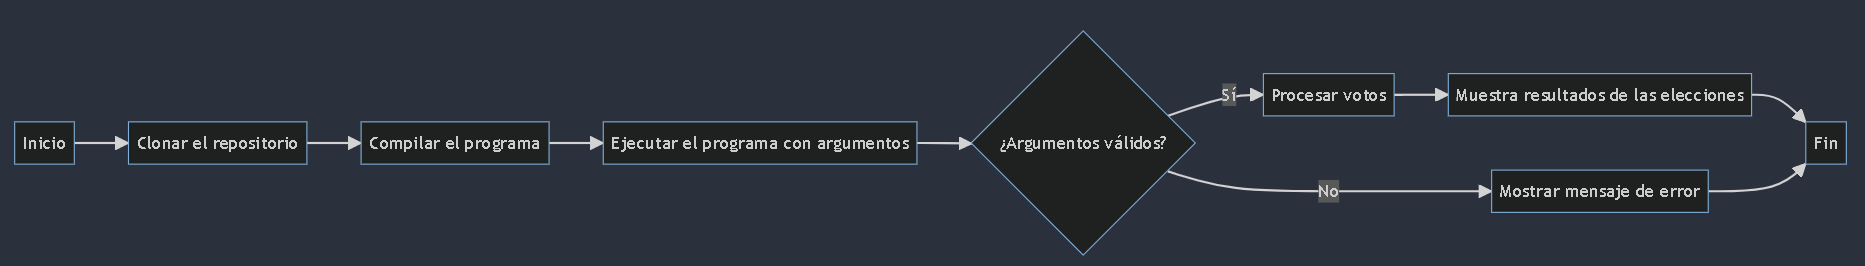 Inicio
Clonar el repositorio
Compilar el programa
Ejecutar el programa con argumentos
¿Argumentos válidos?
Sí
Procesar votos
Muestra resultados de las elecciones
No
Mostrar mensaje de error
Fin